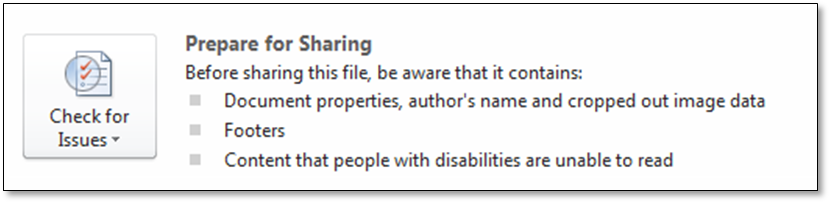 Check for
Issues
Prepare for Sharing
Before sharing this file, be aware that it contains:
Document properties, author's name and cropped out image data
Footers
Content that people with disabilities are unable to read